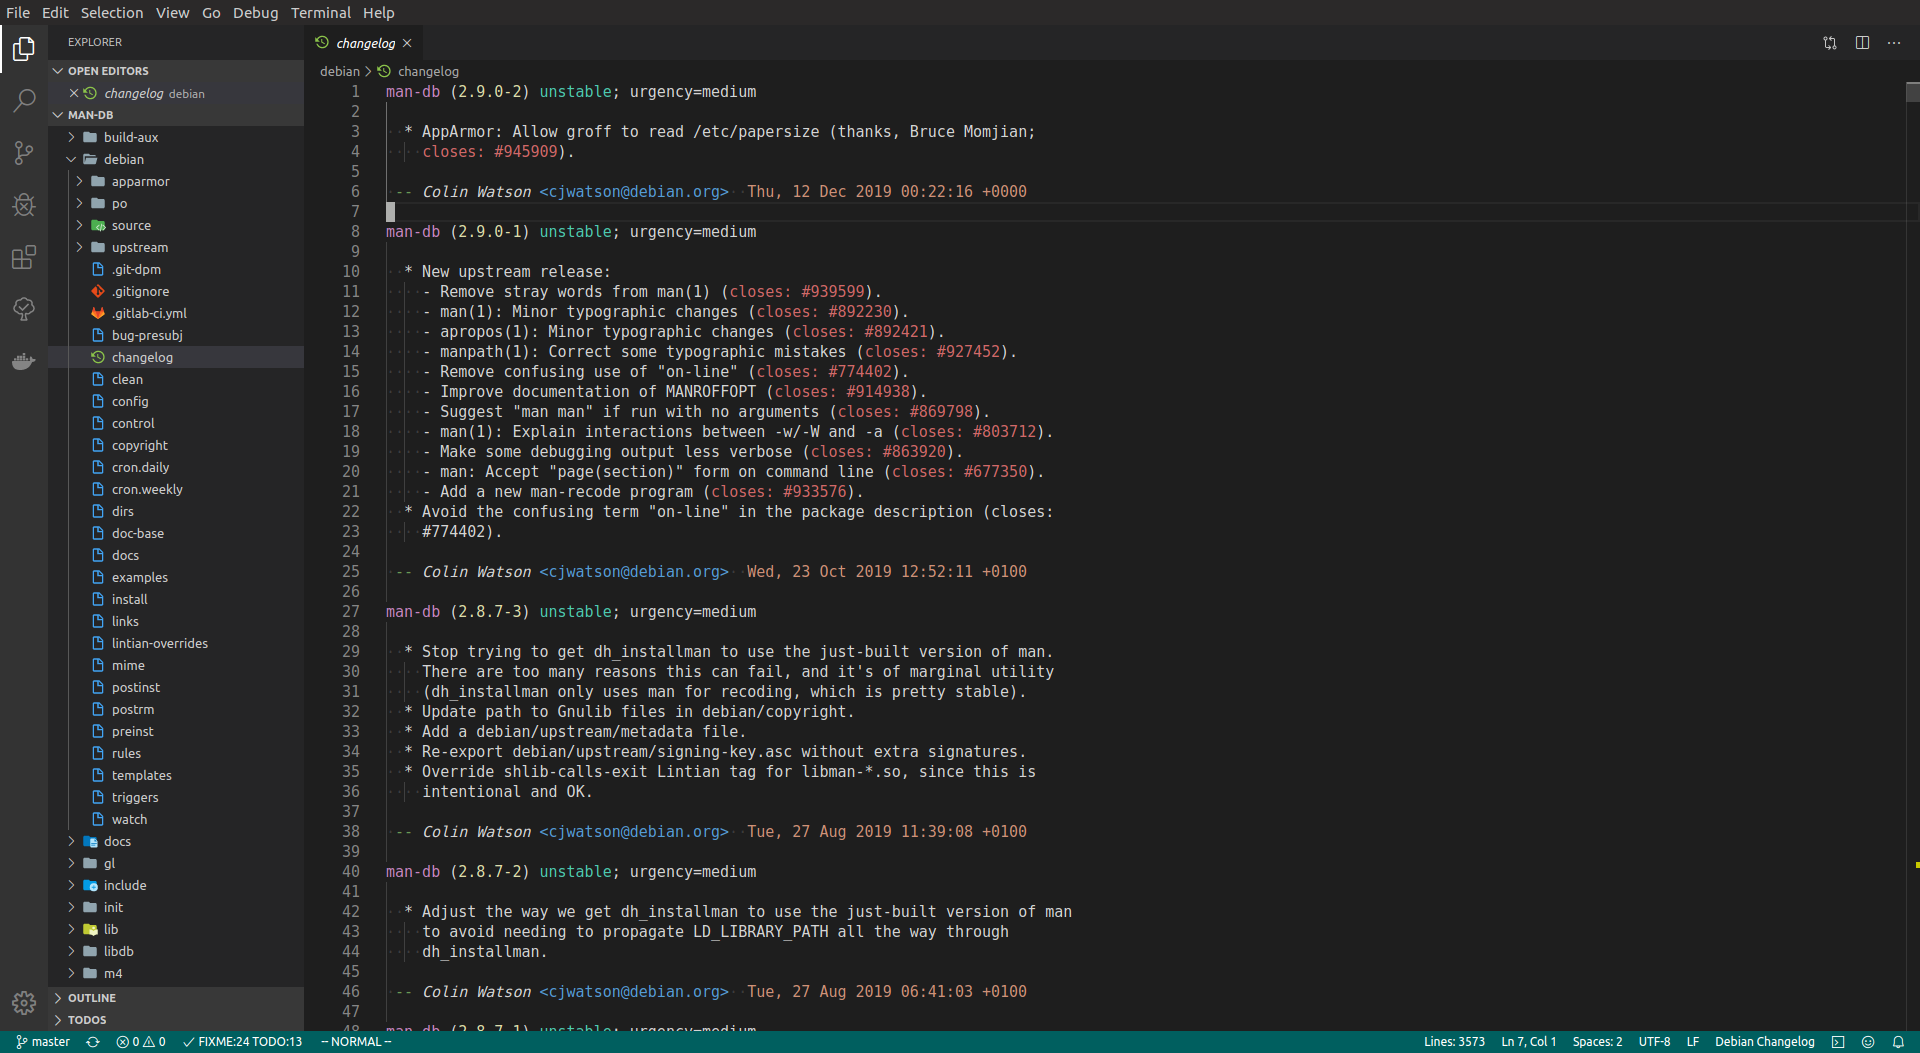 File Edit Selection View Go Debug Terminal Help
EXPLORER
OPEN EDITORS
changelog debian
MAN-DB
build-aux
debian
apparmor
po
source
upstream
.git-dpm
.gitignore
.gitlab-ci.yml
bug-presubj
changelog
clean
config
control
copyright
cron.daily
cron.weekly
dirs
doc-base
docs
examples
install
links
lintian-overrides
mime
postinst
postrm
preinst
rules
templates
triggers
watch
docs
gl
include
init
lib
libdb
m4
OUTLINE
TODOS
changelog
debian > changelog
1 man-db (2.9.0-2) unstable; urgency=medium
2
3 * AppArmor: Allow groff to read /etc/papersize (thanks, Bruce Momjian;
4 closes: #945909).
5
6 -- Colin Watson <cjwatson@debian.org> Thu, 12 Dec 2019 00:22:16 +0000
7
8 man-db (2.9.0-1) unstable; urgency=medium
9
10 * New upstream release:
11 - Remove stray words from man(1) (closes: #939599).
12 - man(1): Minor typographic changes (closes: #892230).
13 - apropos(1): Minor typographic changes (closes: #892421).
14 - manpath(1): Correct some typographic mistakes (closes: #927452).
15 - Remove confusing use of "on-line" (closes: #774402).
16 - Improve documentation of MANROFFOPT (closes: #914938).
17 - Suggest "man man" if run with no arguments (closes: #869798).
18 - man(1): Explain interactions between -w/-W and -a (closes: #803712).
19 - Make some debugging output less verbose (closes: #863920).
20 - man: Accept "page(section)" form on command line (closes: #677350).
21 - Add a new man-recode program (closes: #933576).
22 * Avoid the confusing term "on-line" in the package description (closes:
23 #774402).
24
25 -- Colin Watson <cjwatson@debian.org> Wed, 23 Oct 2019 12:52:11 +0100
26
27 man-db (2.8.7-3) unstable; urgency=medium
28
29 * Stop trying to get dh_installman to use the just-built version of man.
30 There are too many reasons this can fail, and it's of marginal utility
31 (dh_installman only uses man for recoding, which is pretty stable).
32 * Update path to Gnulib files in debian/copyright.
33 * Add a debian/upstream/metadata file.
34 * Re-export debian/upstream/signing-key.asc without extra signatures.
35 * Override shlib-calls-exit Lintian tag for libman-*.so, since this is
36 intentional and OK.
37
38 -- Colin Watson <cjwatson@debian.org> Tue, 27 Aug 2019 11:39:08 +0100
39
40 man-db (2.8.7-2) unstable; urgency=medium
41
42 * Adjust the way we get dh_installman to use the just-built version of man
43 to avoid needing to propagate LD_LIBRARY_PATH all the way through
44 dh_installman.
45
46 -- Colin Watson <cjwatson@debian.org> Tue, 27 Aug 2019 06:41:03 +0100
47
48 man-db (2.8.7-1) unstable; urgency=medium
master 0 0 FIXME:24 TODO:13 -- NORMAL -- Lines: 3573 Ln 7, Col 1 Spaces: 2 UTF-8 LF Debian Changelog